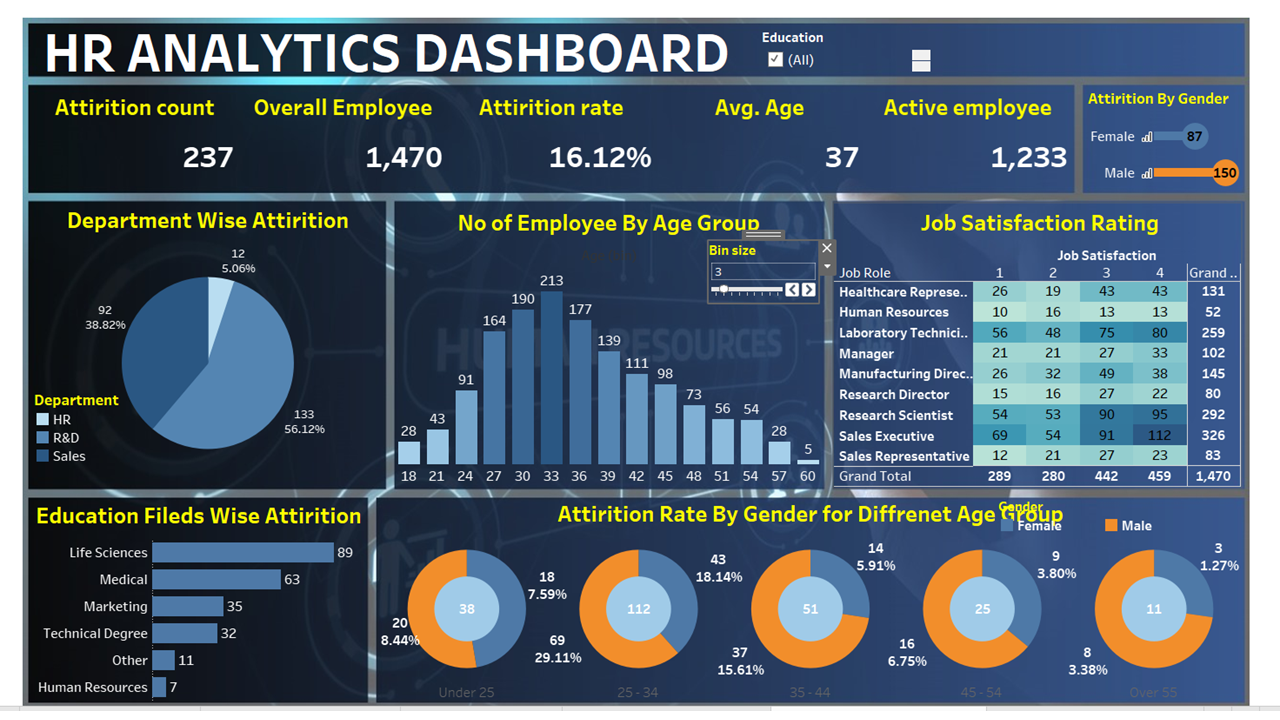 HR ANALYTICS DASHBOARD
Education
(All)
Attirition count
Overall Employee
Attirition rate
Avg. Age
Active employee
237
1,470
16.12%
37
1,233
Attirition By Gender
Female 87
Male 150
Department Wise Attirition
12
5.06%
92
38.82%
133
56.12%
Department
HR
R&D
Sales
No of Employee By Age Group
Bin size
3
28 43 91 164 190 213 177 139 111 98 73 56 54 28 5
18 21 24 27 30 33 36 39 42 45 48 51 54 57 60
HUMAN RESOURCES
Job Satisfaction Rating
Job Satisfaction
Job Role 1 2 3 4 Grand ..
Healthcare Represe.. 26 19 43 43 131
Human Resources 10 16 13 13 52
Laboratory Technici.. 56 48 75 80 259
Manager 21 21 27 33 102
Manufacturing Direc.. 26 32 49 38 145
Research Director 15 16 27 22 80
Research Scientist 54 53 90 95 292
Sales Executive 69 54 91 112 326
Sales Representative 12 21 27 23 83
Grand Total 289 280 442 459 1,470
Education Fileds Wise Attirition
Life Sciences 89
Medical 63
Marketing 35
Technical Degree 32
Other 11
Human Resources 7
Attirition Rate By Gender for Diffrenet Age Group
Gender
Female
Male
38
18
7.59%
20
8.44%
Under 25
112
43
18.14%
69
29.11%
25 - 34
51
14
5.91%
37
15.61%
35 - 44
25
9
3.80%
16
6.75%
45 - 54
11
3
1.27%
8
3.38%
Over 55